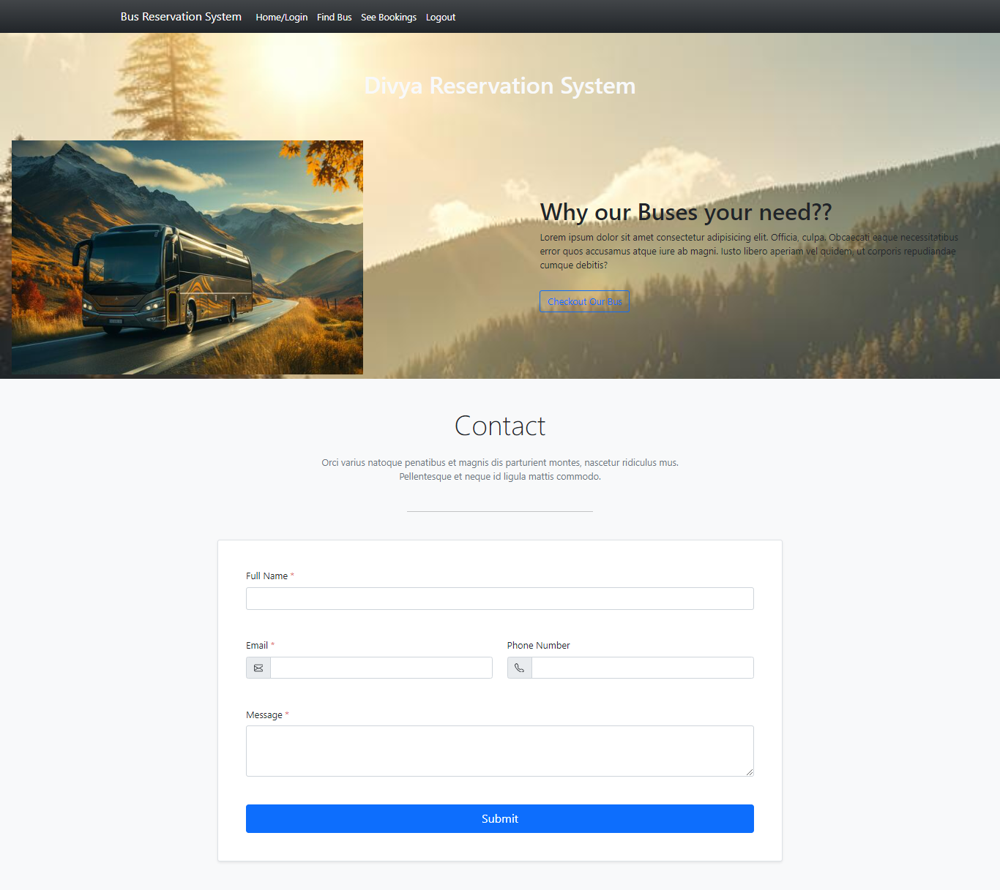 Bus Reservation System Home/Login Find Bus See Bookings Logout
Divya Reservation System
Why our Buses your need??
Lorem ipsum dolor sit amet consectetur adipisicing elit. Officia, culpa. Obcaecati eaque necessitatibus
error quos accusamus atque iure ab magni. Iusto libero aperiam vel quidem, ut corporis repudiandae
cumque debitis?
Checkout Our Bus
Contact
Orci varius natoque penatibus et magnis dis parturient montes, nascetur ridiculus mus.
Pellentesque et neque id ligula mattis commodo.
Full Name *
Email * Phone Number
Message *
Submit